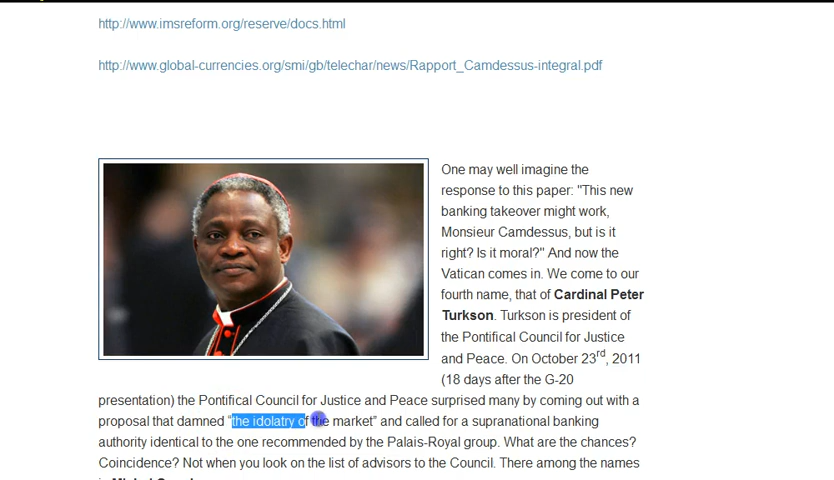 http://www.imsreform.org/reserve/docs.html
http://www.global-currencies.org/smi/gb/telechar/news/Rapport_Camdessus-integral.pdf
One may well imagine the
response to this paper: "This new
banking takeover might work,
Monsieur Camdessus, but is it
right? Is it moral?" And now the
Vatican comes in. We come to our
fourth name, that of Cardinal Peter
Turkson. Turkson is president of
the Pontifical Council for Justice
and Peace. On October 23rd, 2011
(18 days after the G-20
presentation) the Pontifical Council for Justice and Peace surprised many by coming out with a
proposal that damned “the idolatry of the market” and called for a supranational banking
authority identical to the one recommended by the Palais-Royal group. What are the chances?
Coincidence? Not when you look on the list of advisors to the Council. There among the names